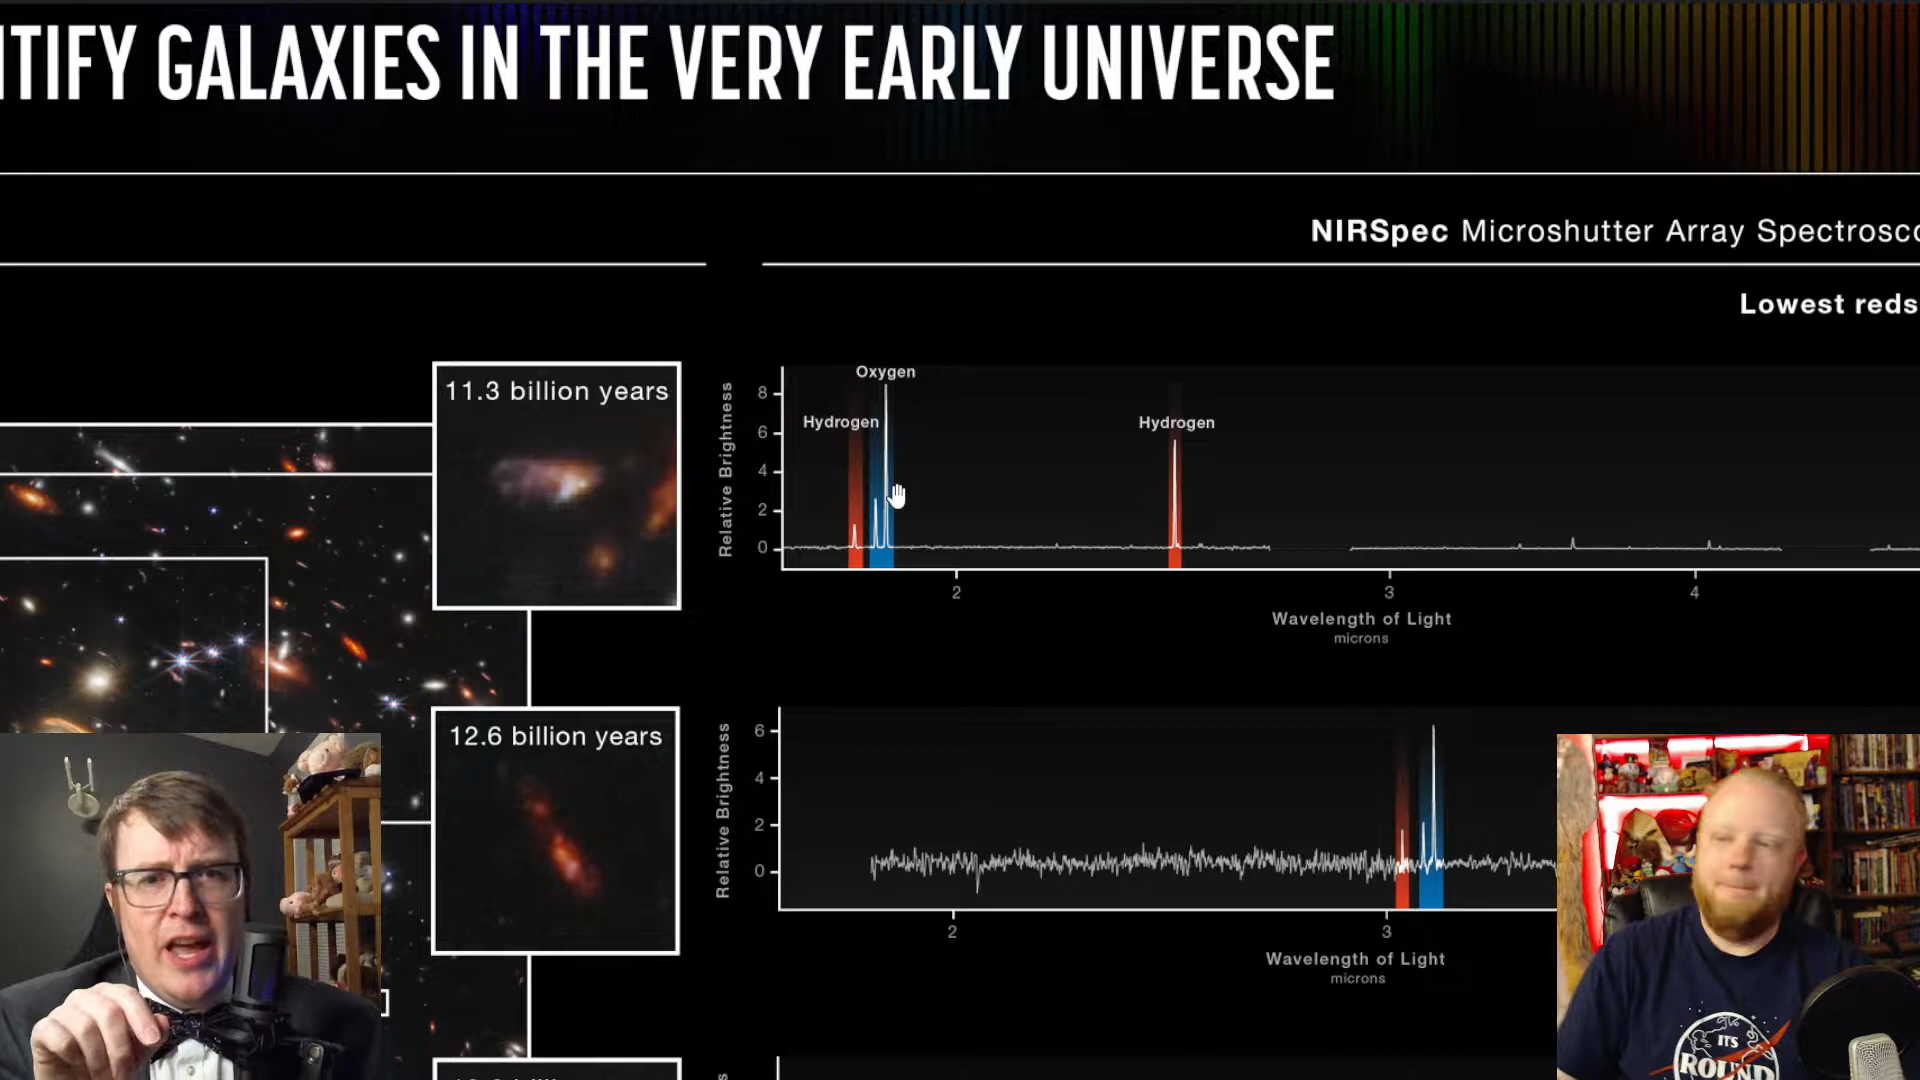 TIFY GALAXIES IN THE VERY EARLY UNIVERSE
NIRSpec Microshutter Array Spectrosco
Lowest reds
11.3 billion years
Relative Brightness
8
6
4
2
0
Oxygen
Hydrogen
Hydrogen
2
3
4
Wavelength of Light
microns
12.6 billion years
Relative Brightness
6
4
2
0
2
3
Wavelength of Light
microns
IT'S
ROUND